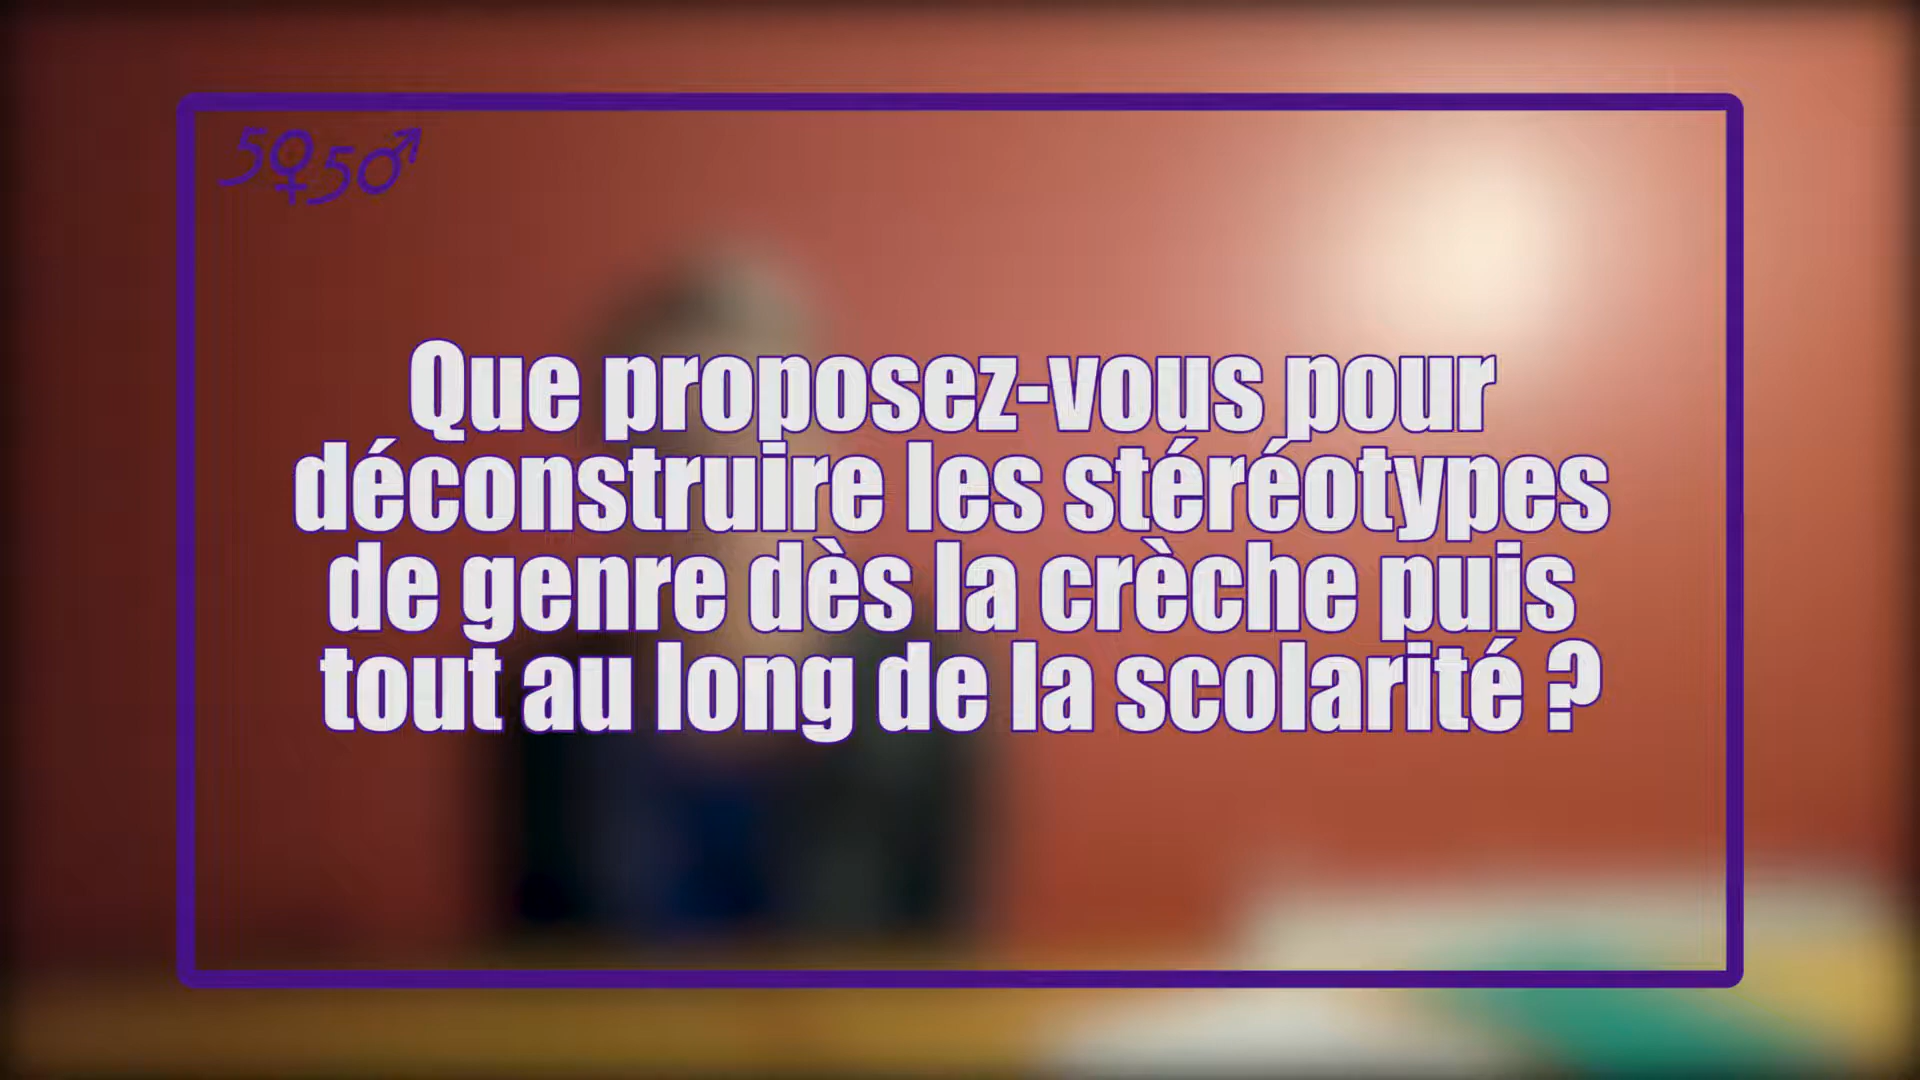 50 50
Que proposez-vous pour
déconstruire les stéréotypes
de genre dès la crèche puis
tout au long de la scolarité ?